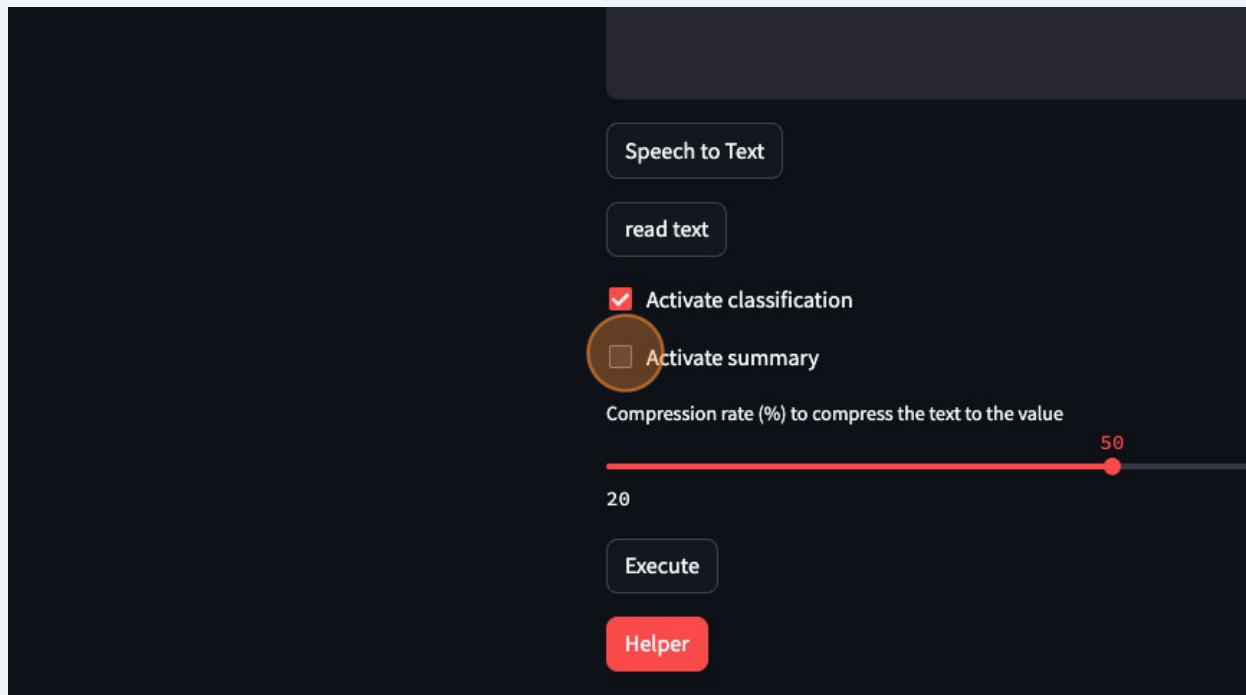 Speech to Text
read text
Activate classification
Activate summary
Compression rate (%) to compress the text to the value
50
20
Execute
Helper